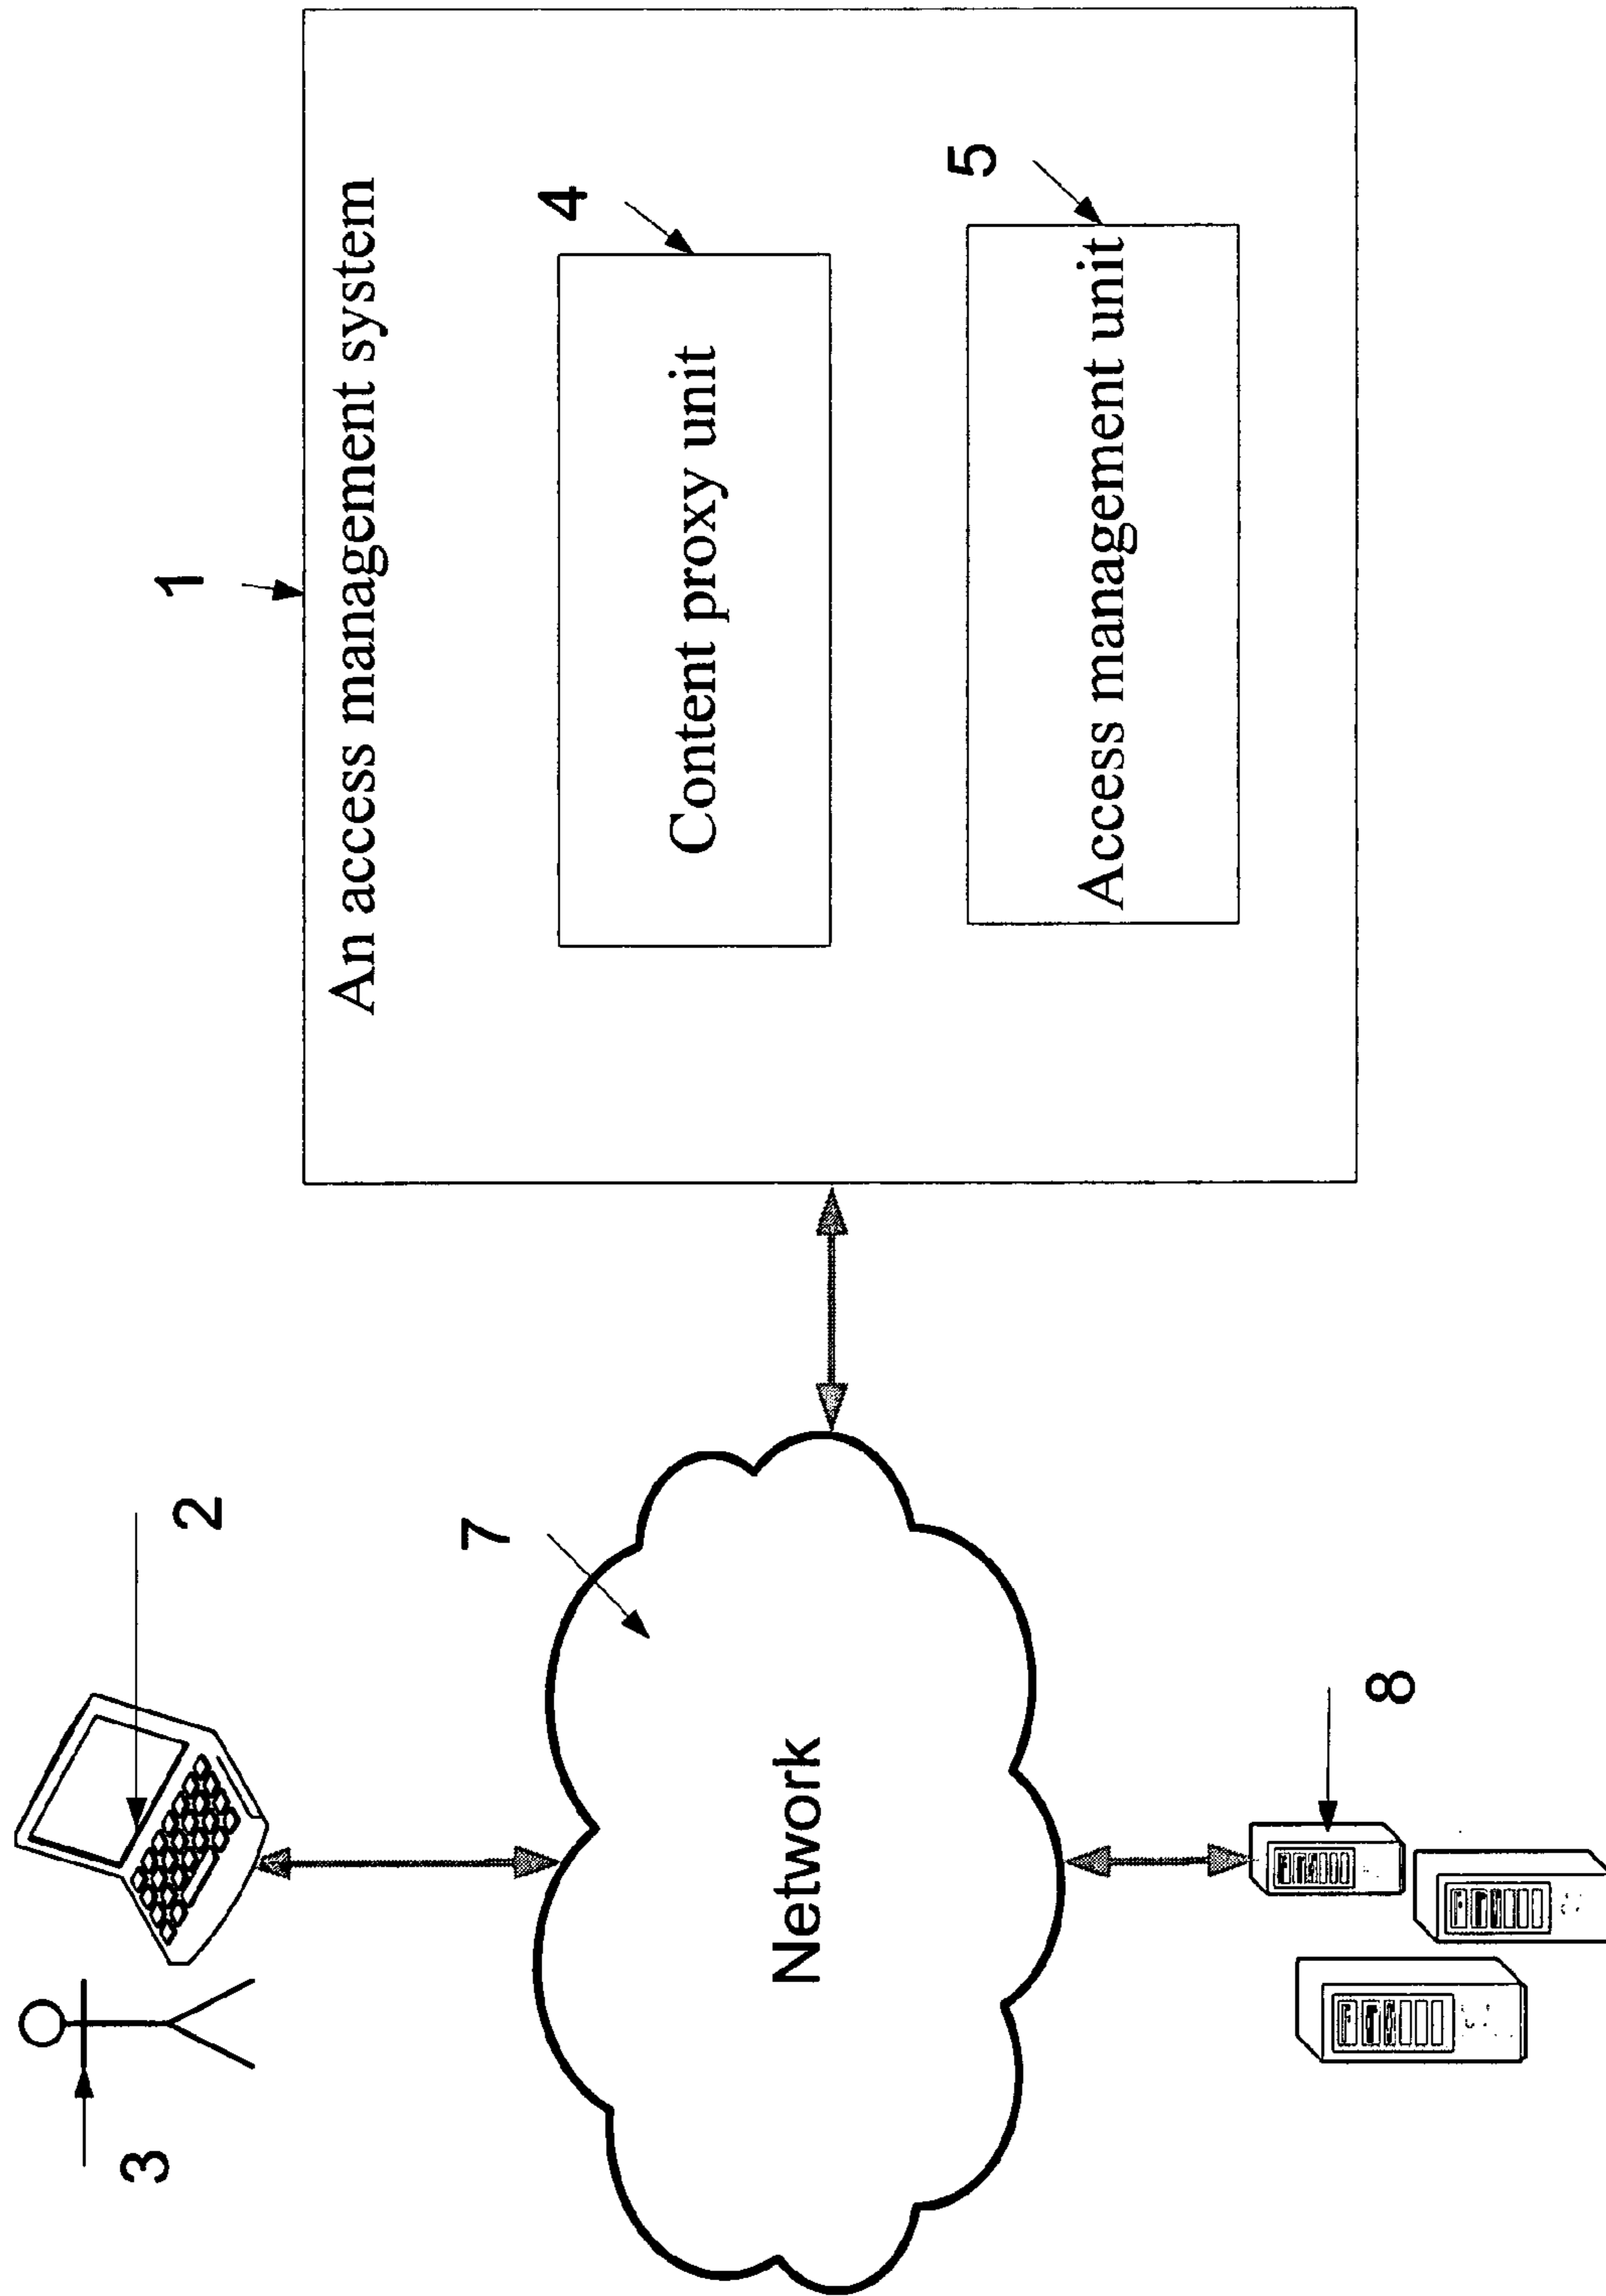 1
An access management system
4
Content proxy unit
5
Access management unit
2
3
7
Network
8